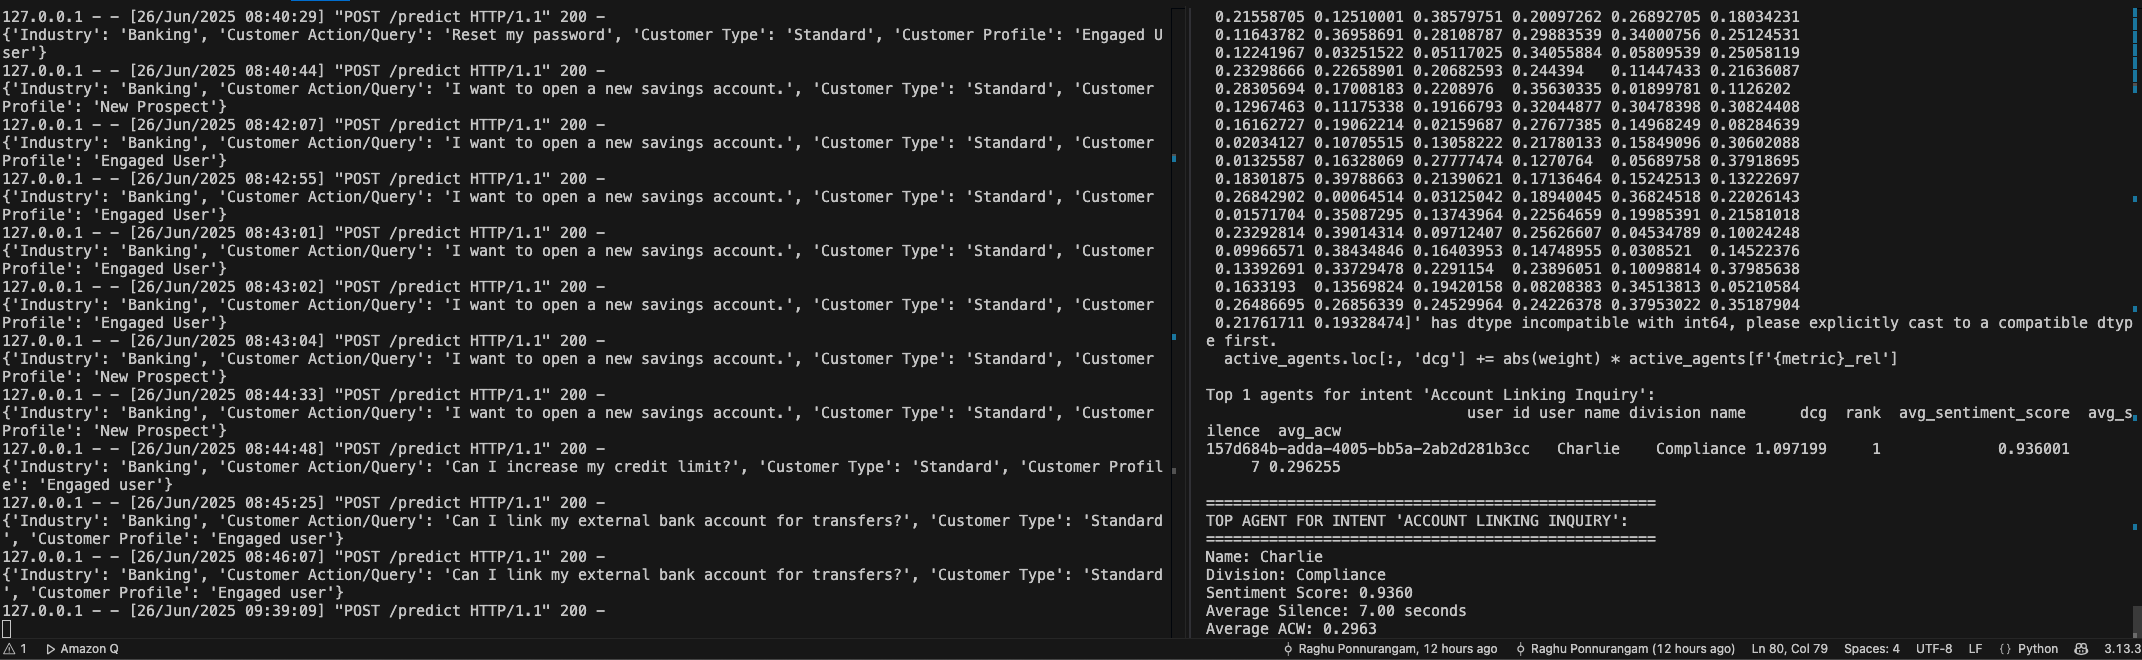 127.0.0.1 - - [26/Jun/2025 08:40:29] "POST /predict HTTP/1.1" 200 -
{'Industry': 'Banking', 'Customer Action/Query': 'Reset my password', 'Customer Type': 'Standard', 'Customer Profile': 'Engaged U
ser'}
127.0.0.1 - - [26/Jun/2025 08:40:44] "POST /predict HTTP/1.1" 200 -
{'Industry': 'Banking', 'Customer Action/Query': 'I want to open a new savings account.', 'Customer Type': 'Standard', 'Customer
Profile': 'New Prospect'}
127.0.0.1 - - [26/Jun/2025 08:42:07] "POST /predict HTTP/1.1" 200 -
{'Industry': 'Banking', 'Customer Action/Query': 'I want to open a new savings account.', 'Customer Type': 'Standard', 'Customer
Profile': 'Engaged User'}
127.0.0.1 - - [26/Jun/2025 08:42:55] "POST /predict HTTP/1.1" 200 -
{'Industry': 'Banking', 'Customer Action/Query': 'I want to open a new savings account.', 'Customer Type': 'Standard', 'Customer
Profile': 'Engaged User'}
127.0.0.1 - - [26/Jun/2025 08:43:01] "POST /predict HTTP/1.1" 200 -
{'Industry': 'Banking', 'Customer Action/Query': 'I want to open a new savings account.', 'Customer Type': 'Standard', 'Customer
Profile': 'Engaged User'}
127.0.0.1 - - [26/Jun/2025 08:43:02] "POST /predict HTTP/1.1" 200 -
{'Industry': 'Banking', 'Customer Action/Query': 'I want to open a new savings account.', 'Customer Type': 'Standard', 'Customer
Profile': 'Engaged User'}
127.0.0.1 - - [26/Jun/2025 08:43:04] "POST /predict HTTP/1.1" 200 -
{'Industry': 'Banking', 'Customer Action/Query': 'I want to open a new savings account.', 'Customer Type': 'Standard', 'Customer
Profile': 'New Prospect'}
127.0.0.1 - - [26/Jun/2025 08:44:33] "POST /predict HTTP/1.1" 200 -
{'Industry': 'Banking', 'Customer Action/Query': 'I want to open a new savings account.', 'Customer Type': 'Standard', 'Customer
Profile': 'New Prospect'}
127.0.0.1 - - [26/Jun/2025 08:44:48] "POST /predict HTTP/1.1" 200 -
{'Industry': 'Banking', 'Customer Action/Query': 'Can I increase my credit limit?', 'Customer Type': 'Standard', 'Customer Profil
e': 'Engaged user'}
127.0.0.1 - - [26/Jun/2025 08:45:25] "POST /predict HTTP/1.1" 200 -
{'Industry': 'Banking', 'Customer Action/Query': 'Can I link my external bank account for transfers?', 'Customer Type': 'Standard
', 'Customer Profile': 'Engaged user'}
127.0.0.1 - - [26/Jun/2025 08:46:07] "POST /predict HTTP/1.1" 200 -
{'Industry': 'Banking', 'Customer Action/Query': 'Can I link my external bank account for transfers?', 'Customer Type': 'Standard
', 'Customer Profile': 'Engaged user'}
127.0.0.1 - - [26/Jun/2025 09:39:09] "POST /predict HTTP/1.1" 200 -
0.21558705 0.12510001 0.38579751 0.20097262 0.26892705 0.18034231
0.11643782 0.36958691 0.28108787 0.29883539 0.34000756 0.25124531
0.12241967 0.03251522 0.05117025 0.34055884 0.05809539 0.25058119
0.23298666 0.22658901 0.20682593 0.244394 0.11447433 0.21636087
0.28305694 0.17008183 0.2208976 0.35630335 0.01899781 0.1126202
0.12967463 0.11175338 0.19166793 0.32044877 0.30478398 0.30824408
0.16162727 0.19062214 0.02159687 0.27677385 0.14968249 0.08284639
0.02034127 0.10705515 0.13058222 0.21780133 0.15849096 0.30602088
0.01325587 0.16328069 0.27777474 0.1270764 0.05689758 0.37918695
0.18301875 0.39788663 0.21390621 0.17136464 0.15242513 0.13222697
0.26842902 0.00064514 0.03125042 0.18940045 0.36824518 0.22026143
0.01571704 0.35087295 0.13743964 0.22564659 0.19985391 0.21581018
0.23292814 0.39014314 0.09712407 0.25626607 0.04534789 0.10024248
0.09966571 0.38434846 0.16403953 0.14748955 0.0308521 0.14522376
0.13392691 0.33729478 0.2291154 0.23896051 0.10098814 0.37985638
0.1633193 0.13569824 0.19420158 0.08208383 0.34513813 0.05210584
0.26486695 0.26856339 0.24529964 0.24226378 0.37953022 0.35187904
0.21761711 0.19328474]' has dtype incompatible with int64, please explicitly cast to a compatible dtyp
e first.
active_agents.loc[:, 'dcg'] += abs(weight) * active_agents[f'{metric}_rel']
Top 1 agents for intent 'Account Linking Inquiry':
user id user name division name dcg rank avg_sentiment_score avg_s
ilence avg_acw
157d684b-adda-4005-bb5a-2ab2d281b3cc Charlie Compliance 1.097199 1 0.936001
7 0.296255
==================================================
TOP AGENT FOR INTENT 'ACCOUNT LINKING INQUIRY':
==================================================
Name: Charlie
Division: Compliance
Sentiment Score: 0.9360
Average Silence: 7.00 seconds
Average ACW: 0.2963
1 Amazon Q Raghu Ponnurangam, 12 hours ago Raghu Ponnurangam (12 hours ago) Ln 80, Col 79 Spaces: 4 UTF-8 LF {} Python 3.13.3